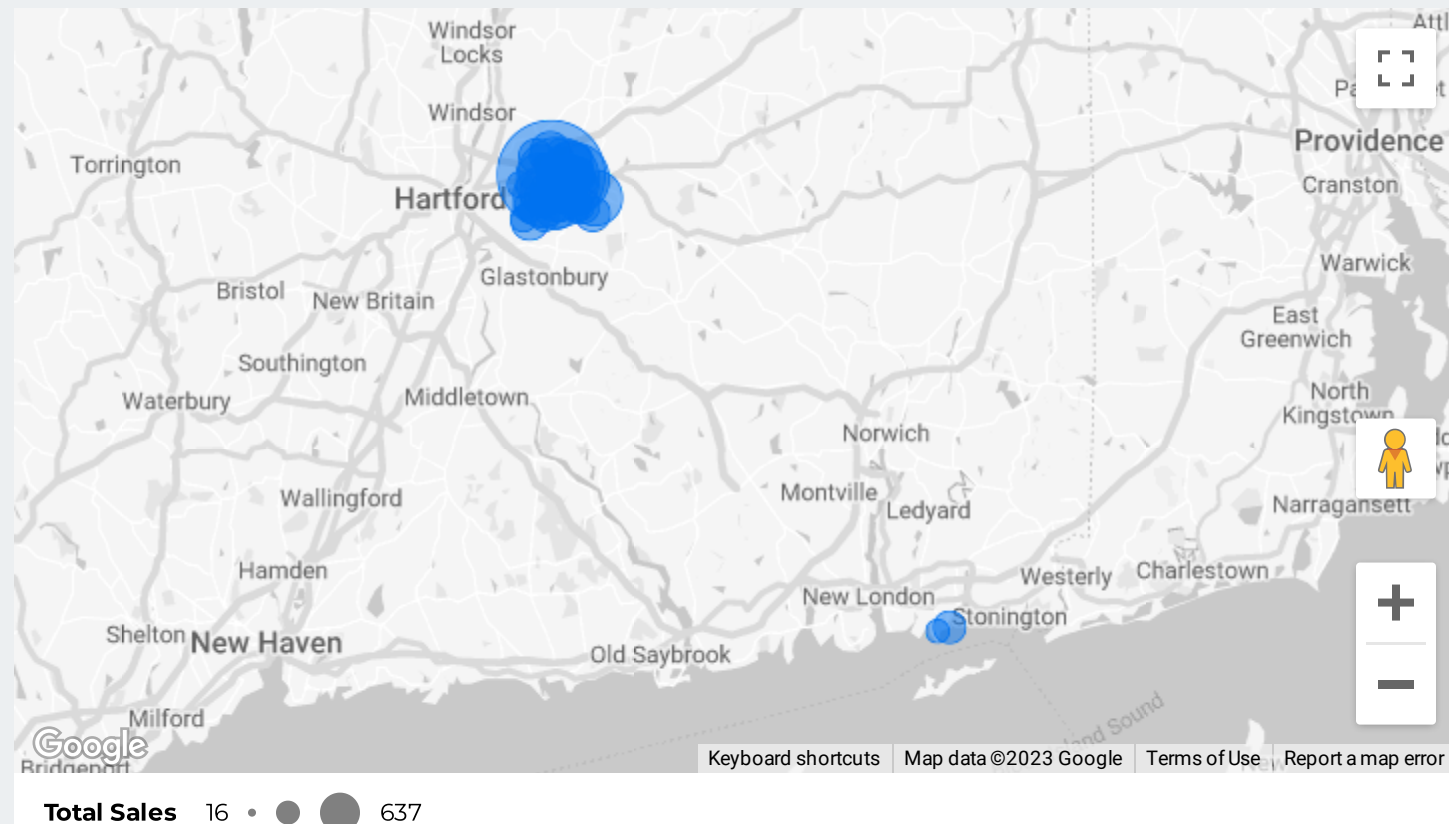 Windsor
Locks
Windsor
Torrington
Hartford
Providence
Cranston
Warwick
Glastonbury
Bristol
New Britain
East
Greenwich
Southington
Waterbury
Middletown
North
Kingstown
Norwich
Montville
Ledyard
Narragansett
Wallingford
Hamden
New London
Westerly
Charlestown
Stonington
Shelton
New Haven
Old Saybrook
Milford
Google
Bridgeport
Sound
Keyboard shortcuts
Map data ©2023 Google
Terms of Use
Report a map error
Total Sales 16 637